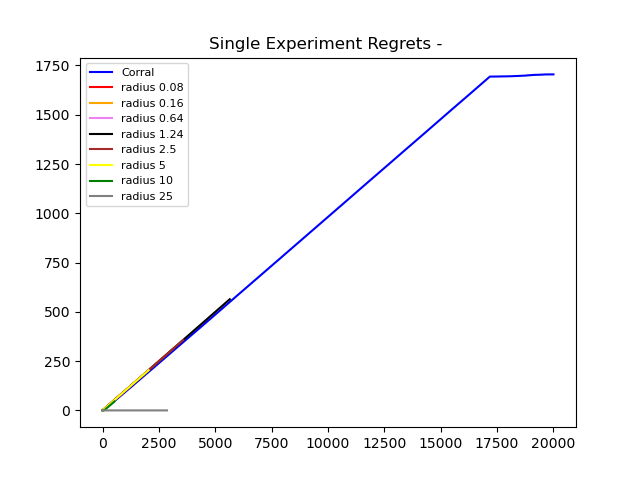 Single Experiment Regrets -
1750
1500
1250
1000
750
500
250
0
Corral
radius 0.08
radius 0.16
radius 0.64
radius 1.24
radius 2.5
radius 5
radius 10
radius 25
0 2500 5000 7500 10000 12500 15000 17500 20000